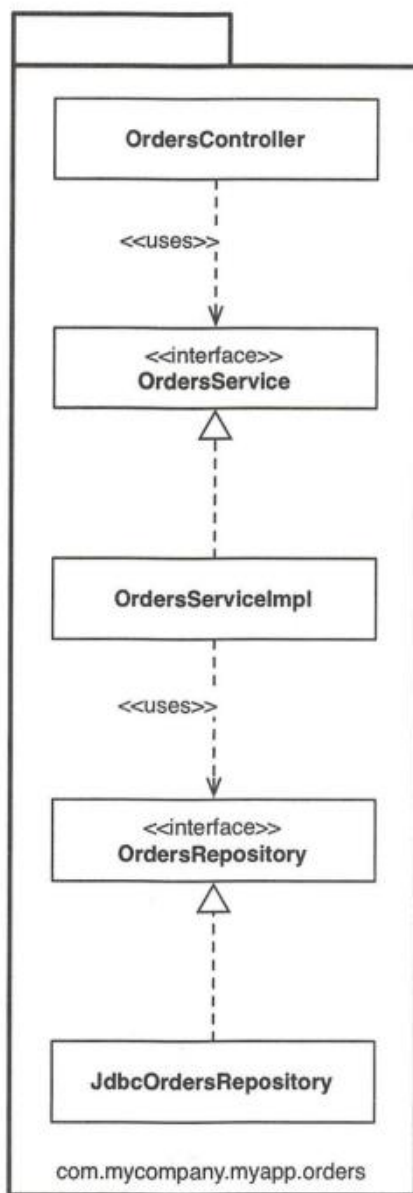 OrdersController
<<uses>>
<<interface>>
OrdersService
OrdersServiceImpl
<<uses>>
<<interface>>
OrdersRepository
JdbcOrdersRepository
com.mycompany.myapp.orders